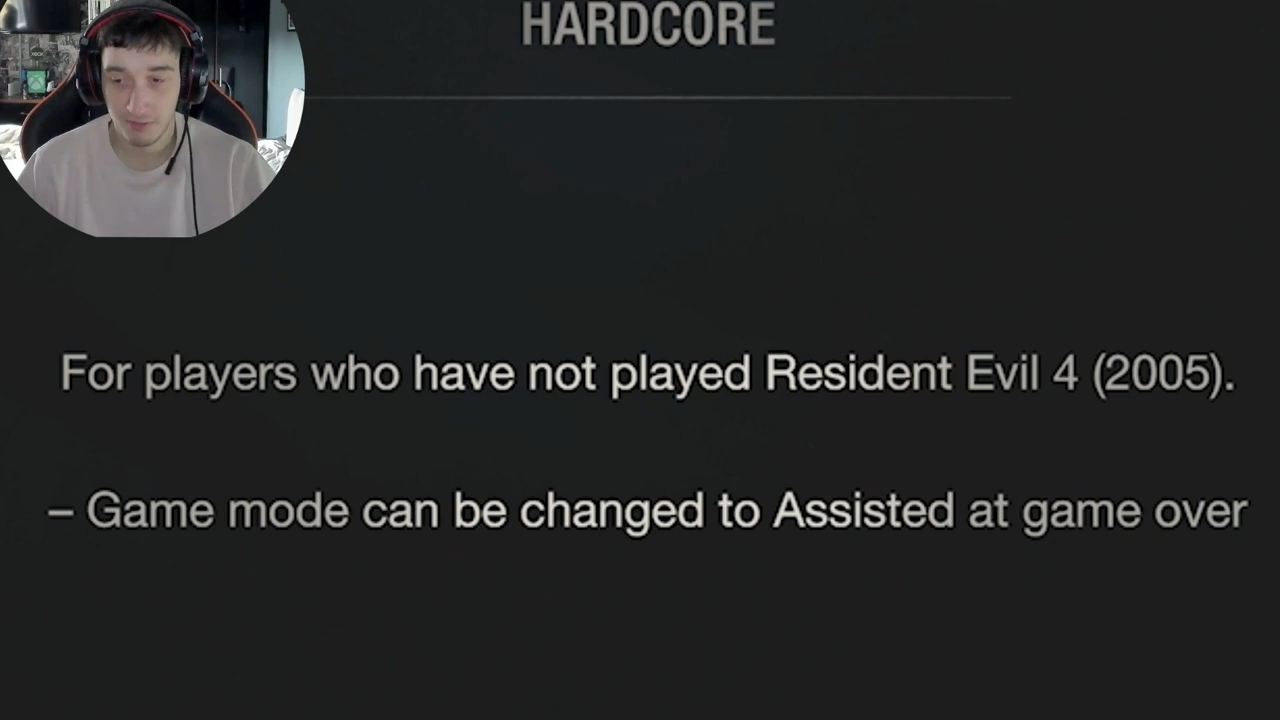 HARDCORE
For players who have not played Resident Evil 4 (2005).
– Game mode can be changed to Assisted at game over